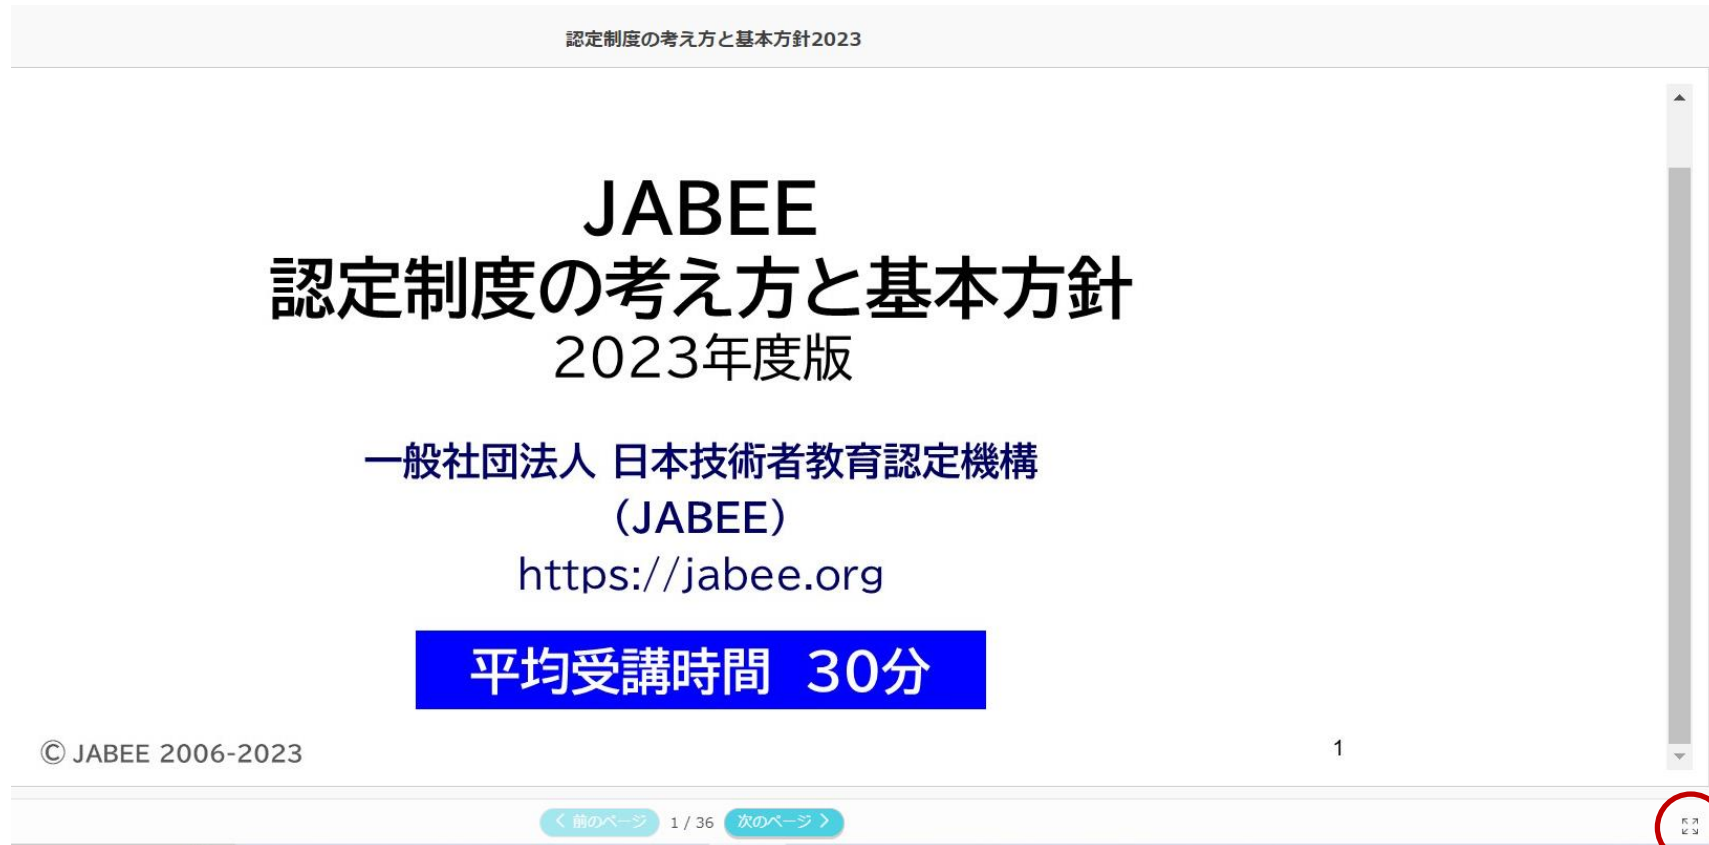 認定制度の考え方と基本方針2023
JABEE
認定制度の考え方と基本方針
2023年度版
一般社団法人 日本技術者教育認定機構
（JABEE）
https://jabee.org
平均受講時間　30分
© JABEE 2006-2023
1
前のページ 1 / 36 次のページ